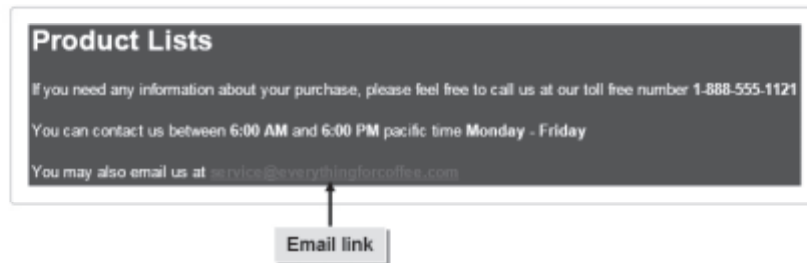 Product Lists
If you need any information about your purchase, please feel free to call us at our toll free number 1-888-555-1121
You can contact us between 6:00 AM and 6:00 PM pacific time Monday - Friday
You may also email us at service@everythingforcoffee.com
Email link